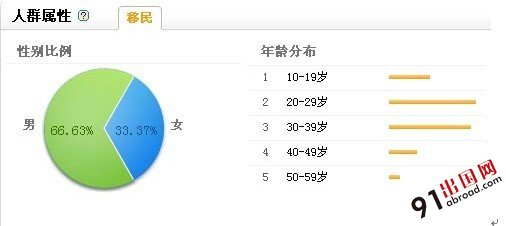 人群属性 ? 移民
性别比例
男 66.63% 33.37% 女
年龄分布
1 10-19岁
2 20-29岁
3 30-39岁
4 40-49岁
5 50-59岁
91出国网
abroad.com